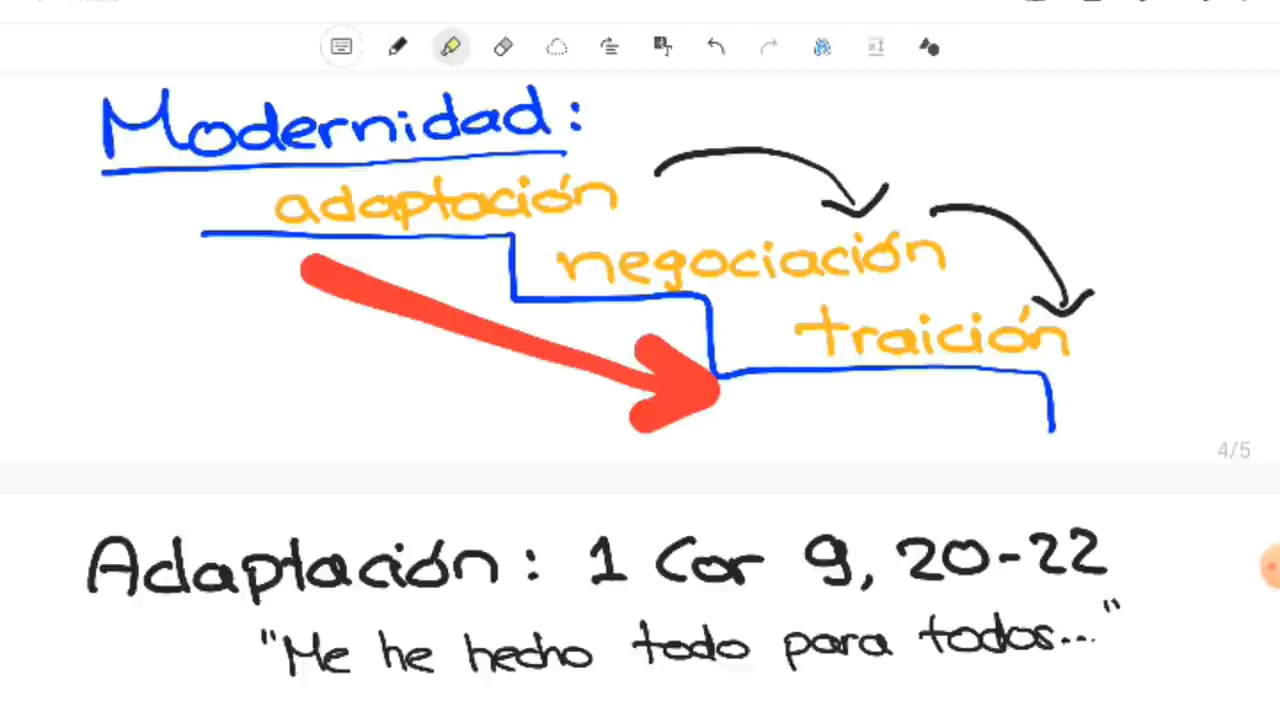 Modernidad:
adaptación
negociación
traición
4/5
Adaptación: 1 Cor 9, 20-22
"Me he hecho todo para todos..."